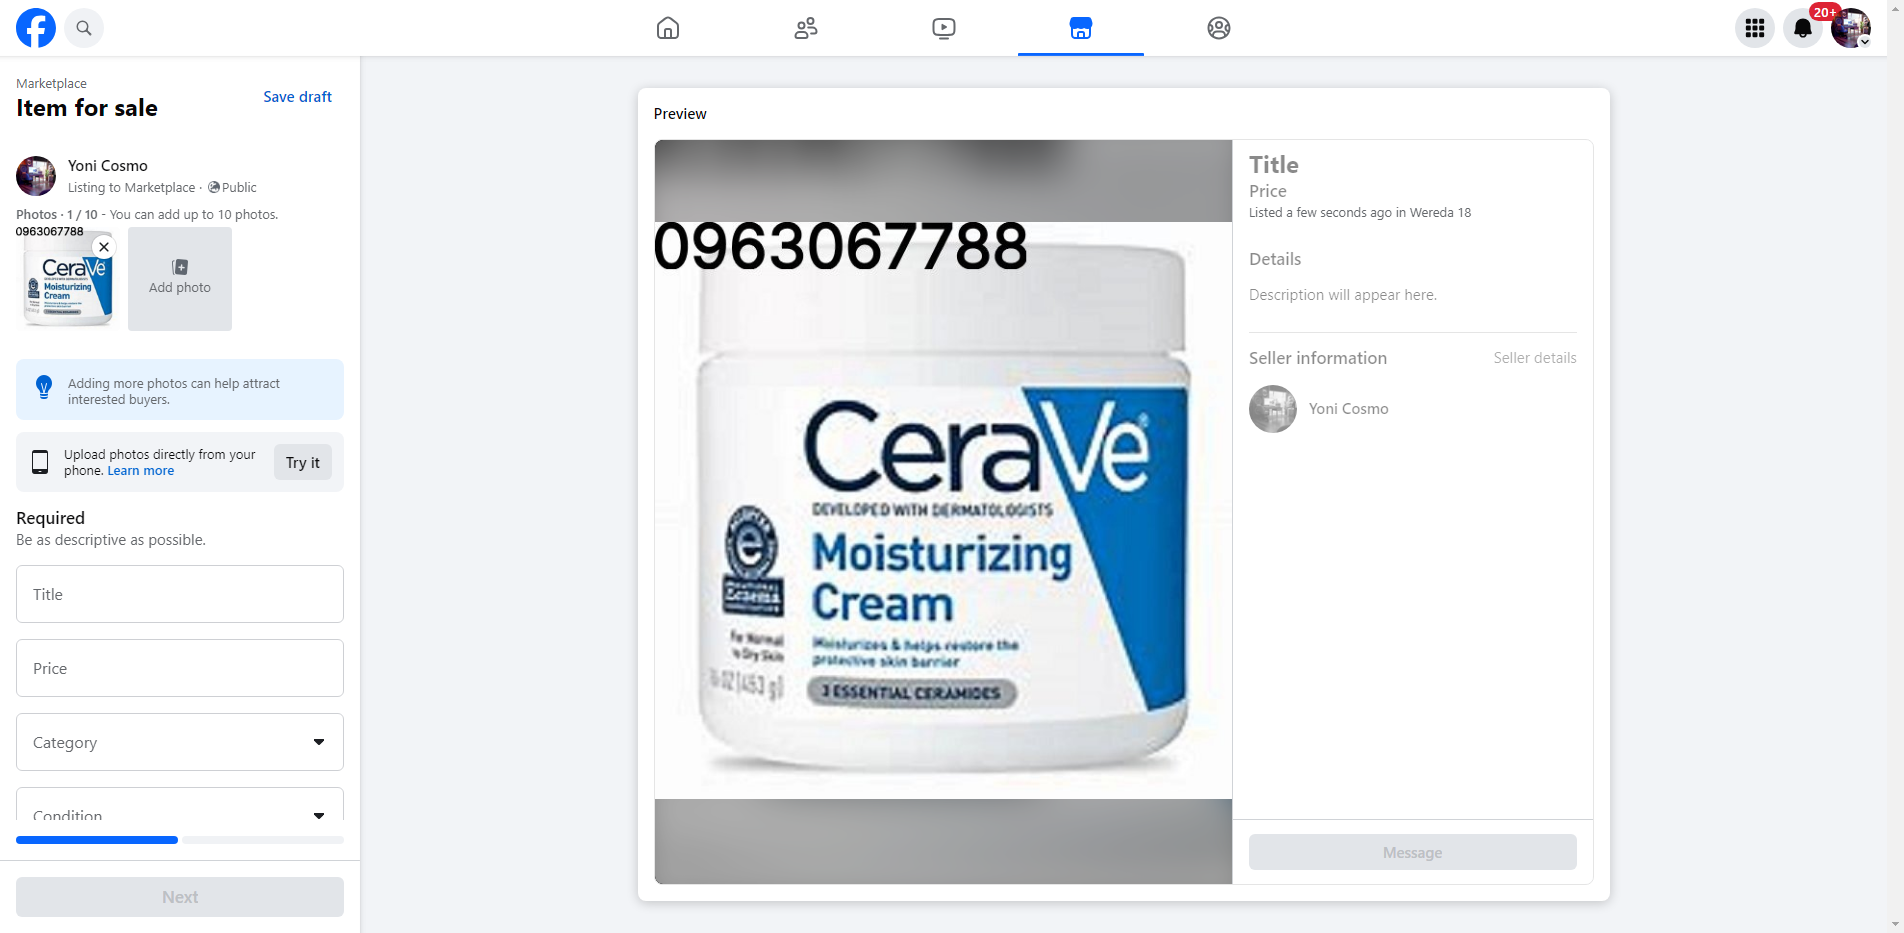 20+
Marketplace
Item for sale
Save draft
Yoni Cosmo
Listing to Marketplace · Public
Photos · 1 / 10 - You can add up to 10 photos.
0963067788
CeraVe
Moisturizing
Cream
Add photo
Adding more photos can help attract
interested buyers.
Upload photos directly from your
phone. Learn more
Try it
Required
Be as descriptive as possible.
Title
Price
Category
Condition
Next
Preview
0963067788
CeraVe
DEVELOPED WITH DERMATOLOGISTS
Moisturizing
Cream
Eczema
For Normal
to Dry Skin
Moisturizes & helps restore the
protective skin barrier
16 OZ (453 g)
3 ESSENTIAL CERAMIDES
Title
Price
Listed a few seconds ago in Wereda 18
Details
Description will appear here.
Seller information
Seller details
Yoni Cosmo
Message